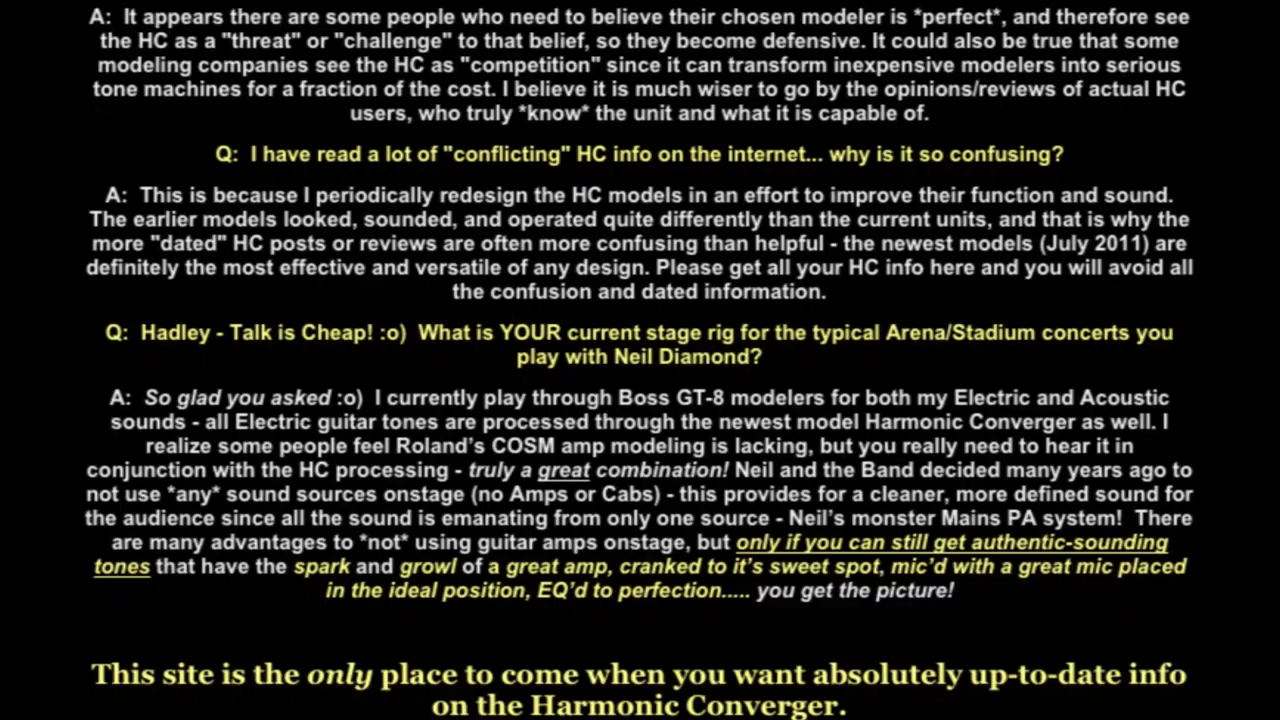 A:  It appears there are some people who need to believe their chosen modeler is *perfect*, and therefore see
the HC as a "threat" or "challenge" to that belief, so they become defensive. It could also be true that some
modeling companies see the HC as "competition" since it can transform inexpensive modelers into serious
tone machines for a fraction of the cost. I believe it is much wiser to go by the opinions/reviews of actual HC
users, who truly *know* the unit and what it is capable of.
Q:  I have read a lot of "conflicting" HC info on the internet... why is it so confusing?
A:  This is because I periodically redesign the HC models in an effort to improve their function and sound.
The earlier models looked, sounded, and operated quite differently than the current units, and that is why the
more "dated" HC posts or reviews are often more confusing than helpful - the newest models (July 2011) are
definitely the most effective and versatile of any design. Please get all your HC info here and you will avoid all
the confusion and dated information.
Q:  Hadley - Talk is Cheap! :o)  What is YOUR current stage rig for the typical Arena/Stadium concerts you
play with Neil Diamond?
A:  So glad you asked :o)  I currently play through Boss GT-8 modelers for both my Electric and Acoustic
sounds - all Electric guitar tones are processed through the newest model Harmonic Converger as well. I
realize some people feel Roland's COSM amp modeling is lacking, but you really need to hear it in
conjunction with the HC processing - truly a great combination! Neil and the Band decided many years ago to
not use *any* sound sources onstage (no Amps or Cabs) - this provides for a cleaner, more defined sound for
the audience since all the sound is emanating from only one source - Neil's monster Mains PA system!  There
are many advantages to *not* using guitar amps onstage, but only if you can still get authentic-sounding
tones that have the spark and growl of a great amp, cranked to it's sweet spot, mic'd with a great mic placed
in the ideal position, EQ'd to perfection..... you get the picture!
This site is the only place to come when you want absolutely up-to-date info
on the Harmonic Converger.